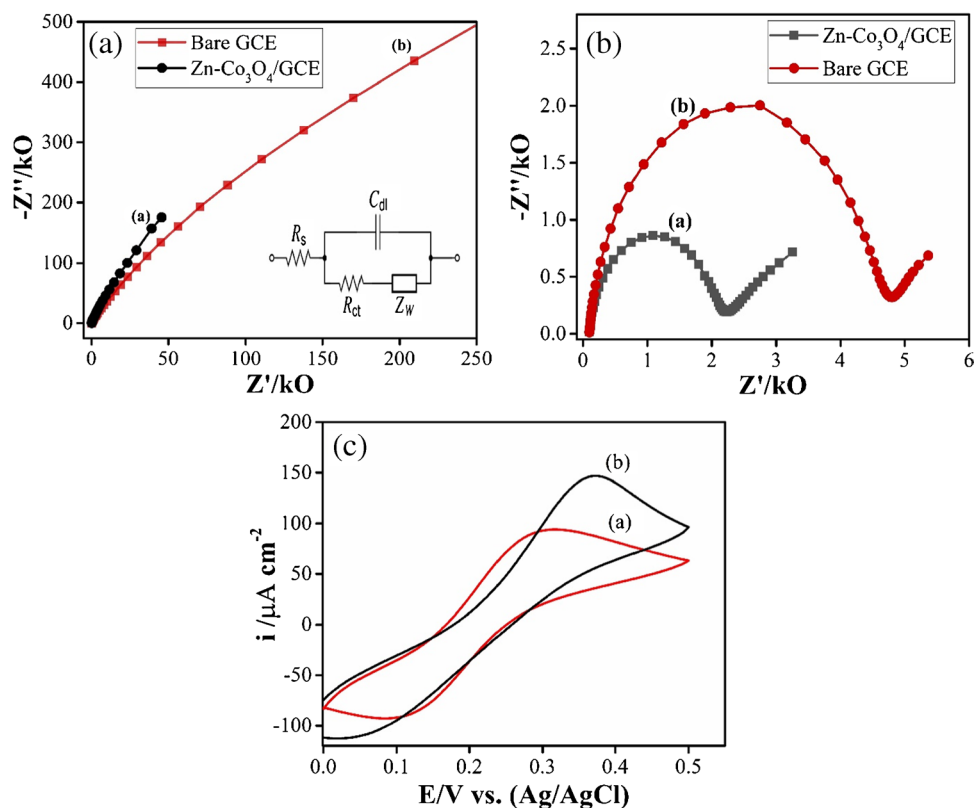 (a)
Bare GCE
Zn-Co₃O₄/GCE
(b)
(a)
500
400
300
200
100
0
-Z''/kO
Rs
Cdl
Rct
ZW
0 50 100 150 200 250
Z'/kO
(b)
Zn-Co₃O₄/GCE
Bare GCE
(b)
(a)
2.5
2.0
1.5
1.0
0.5
0.0
-Z''/kO
0 1 2 3 4 5 6
Z'/kO
(c)
(b)
(a)
200
150
100
50
0
-50
-100
i /μA cm⁻²
0.0 0.1 0.2 0.3 0.4 0.5
E/V vs. (Ag/AgCl)